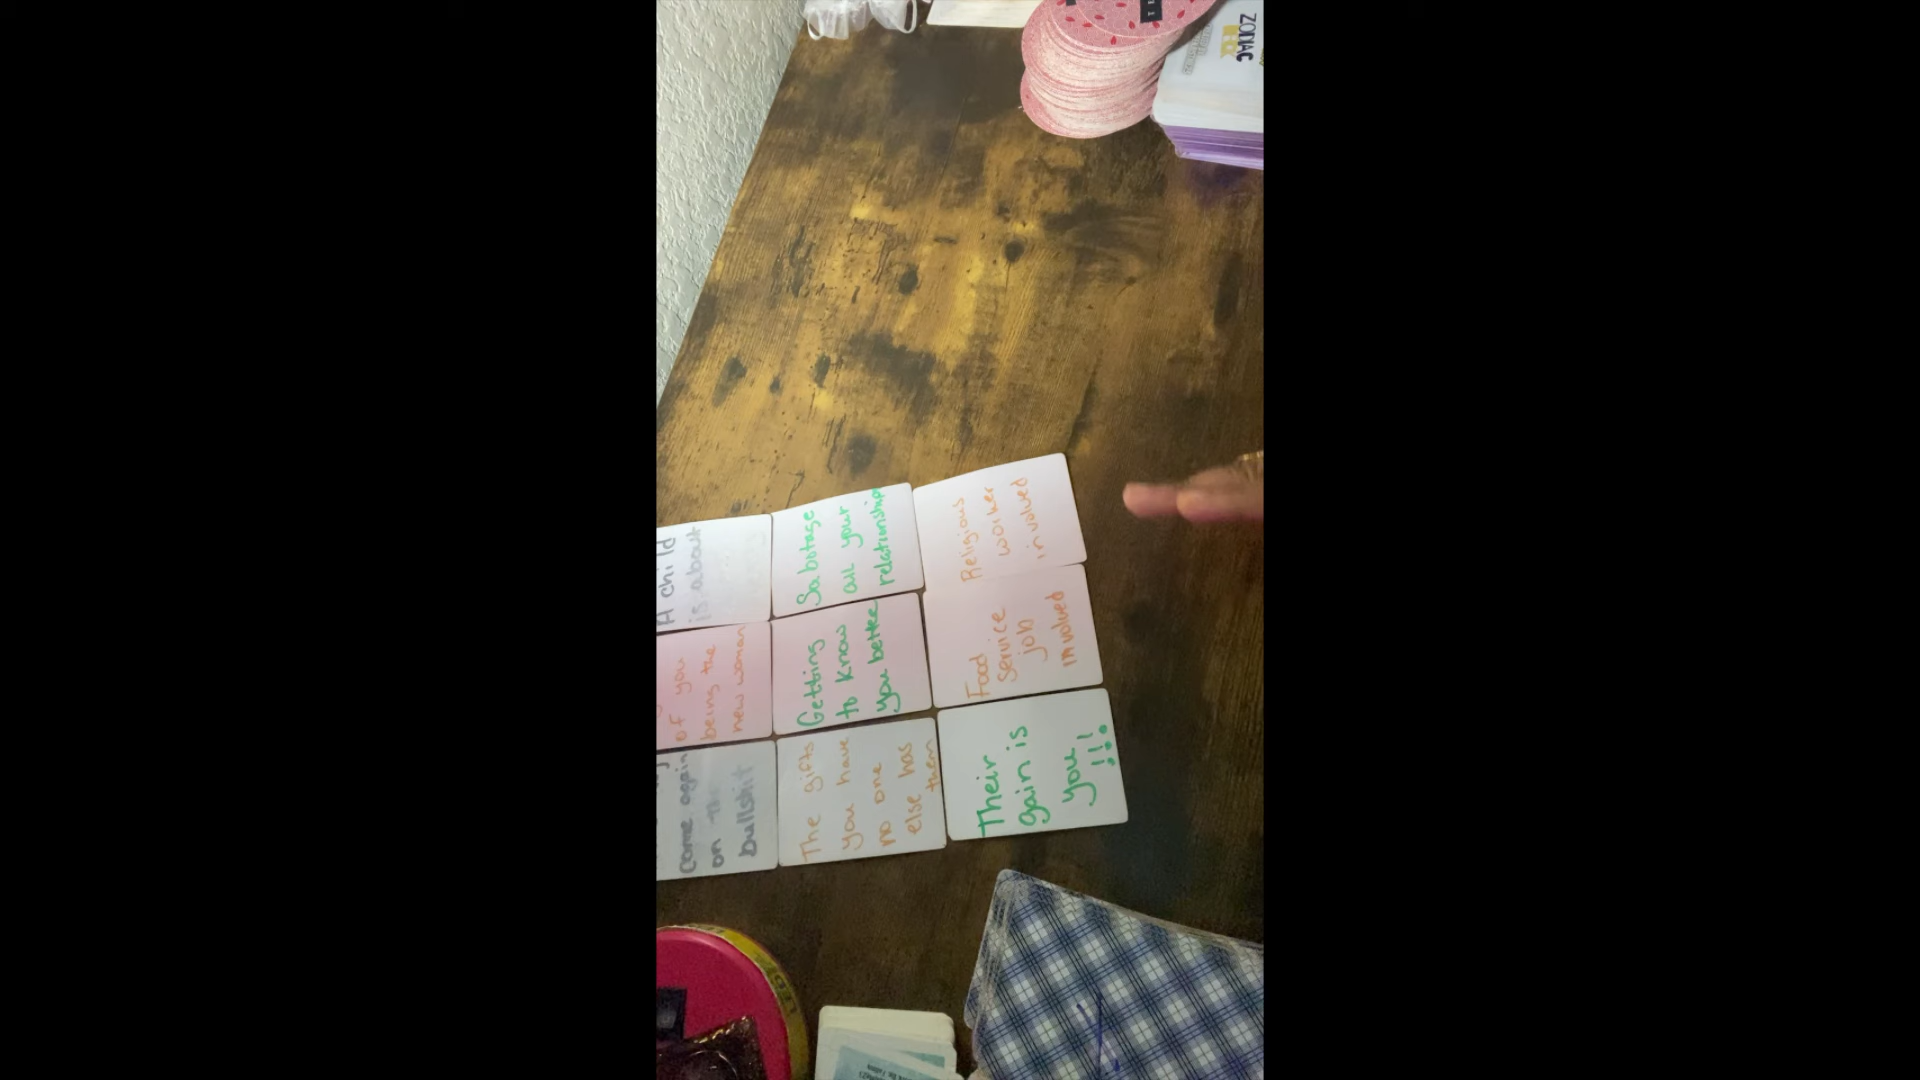 ZODIAC
A child
is about
Sabotage
all your
relationships
Religious
worker
involved
of you
being the
new woman
Getting
to know
you better
Food
Service
job
involved
Come again
on the
bullshit
The gifts
you have
no one
else has
them
Their
gain is
you!!!